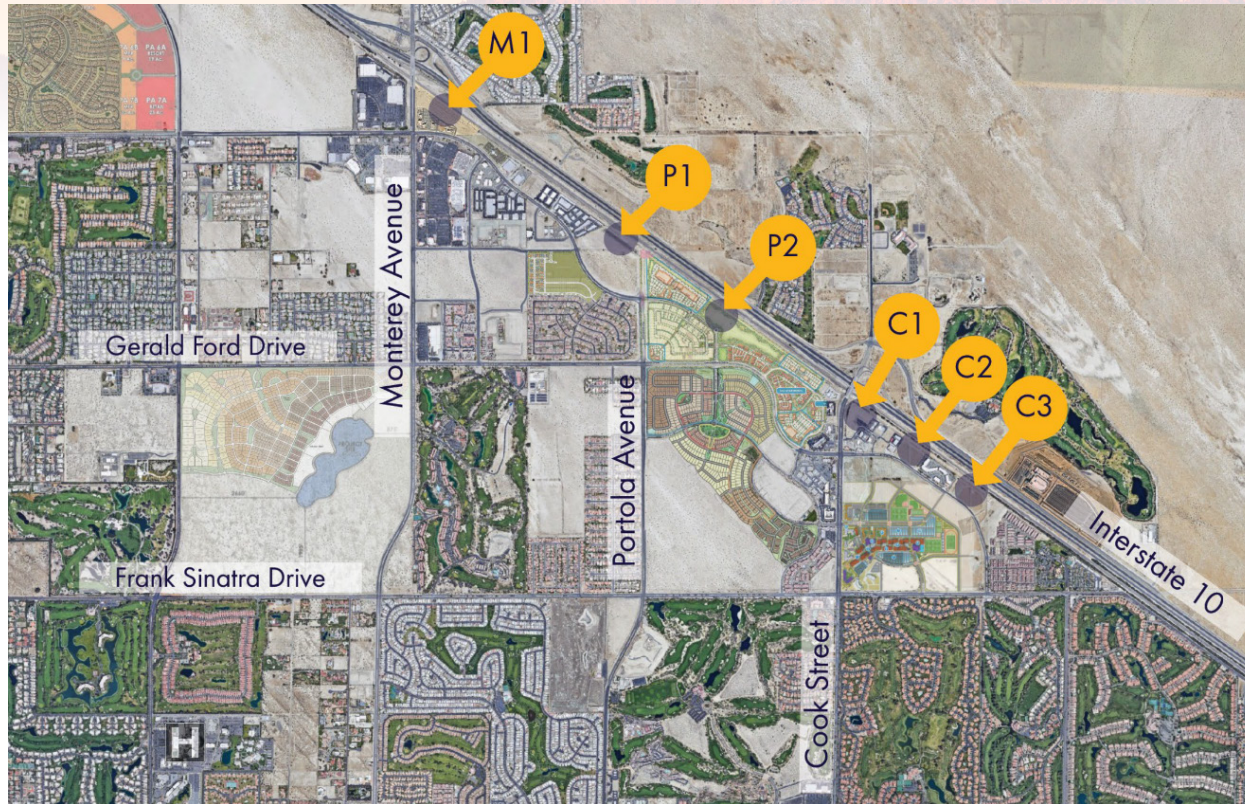 M1
P1
P2
C1
C2
C3
Monterey Avenue
Gerald Ford Drive
Portola Avenue
Frank Sinatra Drive
Cook Street
Interstate 10
H